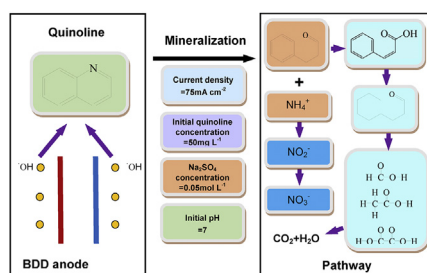 Quinoline
N
·OH
·OH
BDD anode
Mineralization
Current density
=75mA cm⁻²
Initial quinoline
concentration
=50mg L⁻¹
Na₂SO₄
concentration
=0.05mol L⁻¹
Initial pH
=7
O
+
NH₄⁺
NO₂⁻
NO₃⁻
O
OH
O
O
H C OH
O
H C C OH
H
O O
HO-C-C-OH
CO₂+H₂O
Pathway